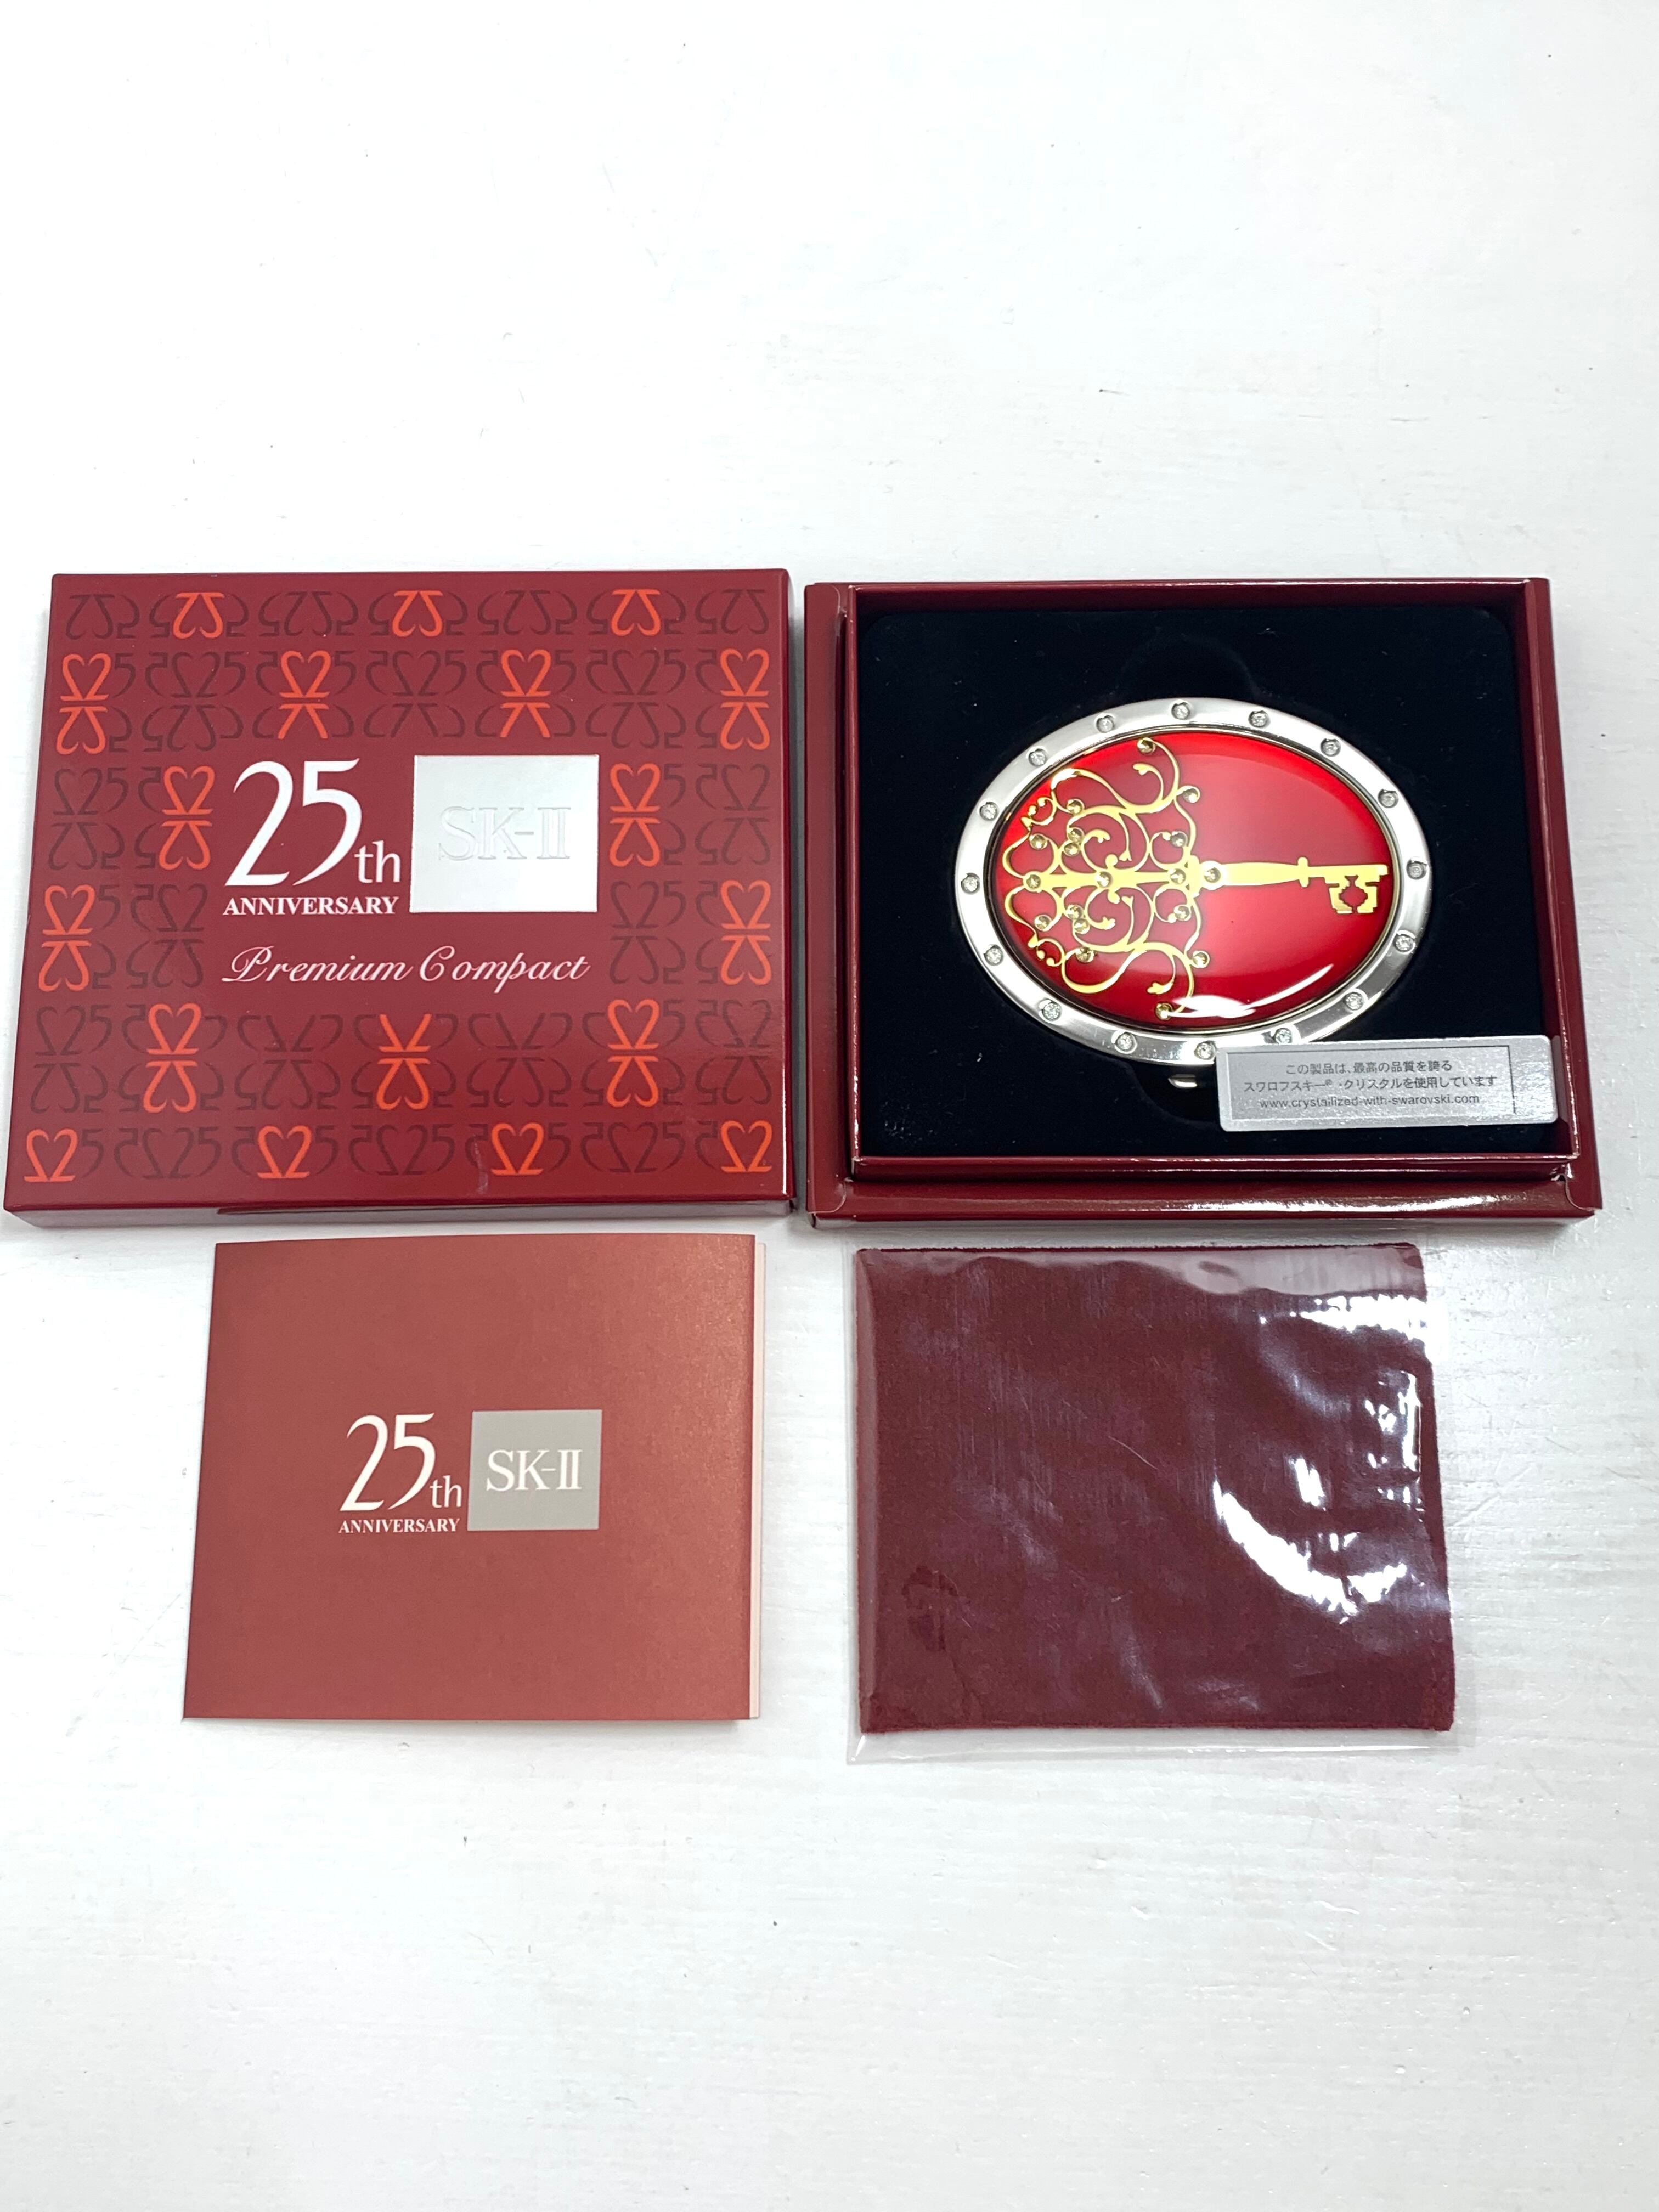 25th
ANNIVERSARY
SK-II
Premium Compact
この製品は、最高の品質を誇る
スワロフスキー®・クリスタルを使用しています
www.crystallized-with-swarovski.com
25th
ANNIVERSARY
SK-II